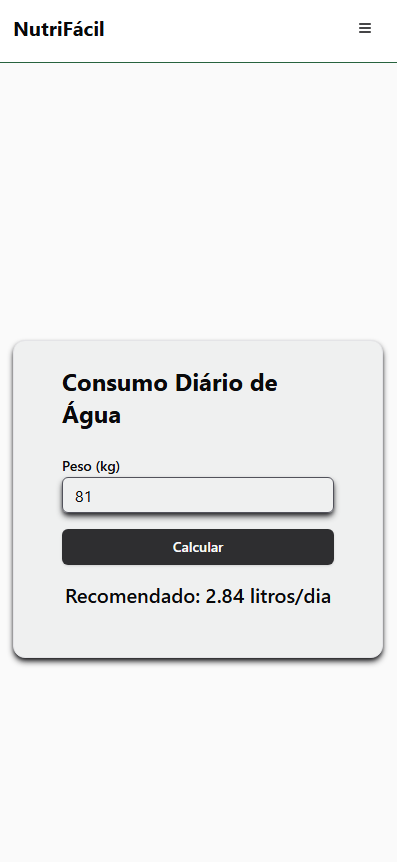 NutriFácil
Consumo Diário de
Água
Peso (kg)
81
Calcular
Recomendado: 2.84 litros/dia